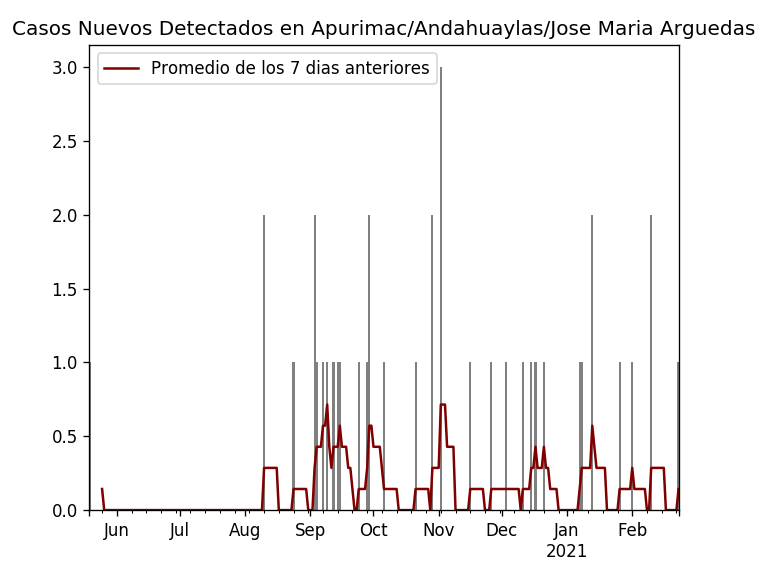 Casos Nuevos Detectados en Apurimac/Andahuaylas/Jose Maria Arguedas
Promedio de los 7 dias anteriores
3.0
2.5
2.0
1.5
1.0
0.5
0.0
Jun Jul Aug Sep Oct Nov Dec Jan Feb
2021